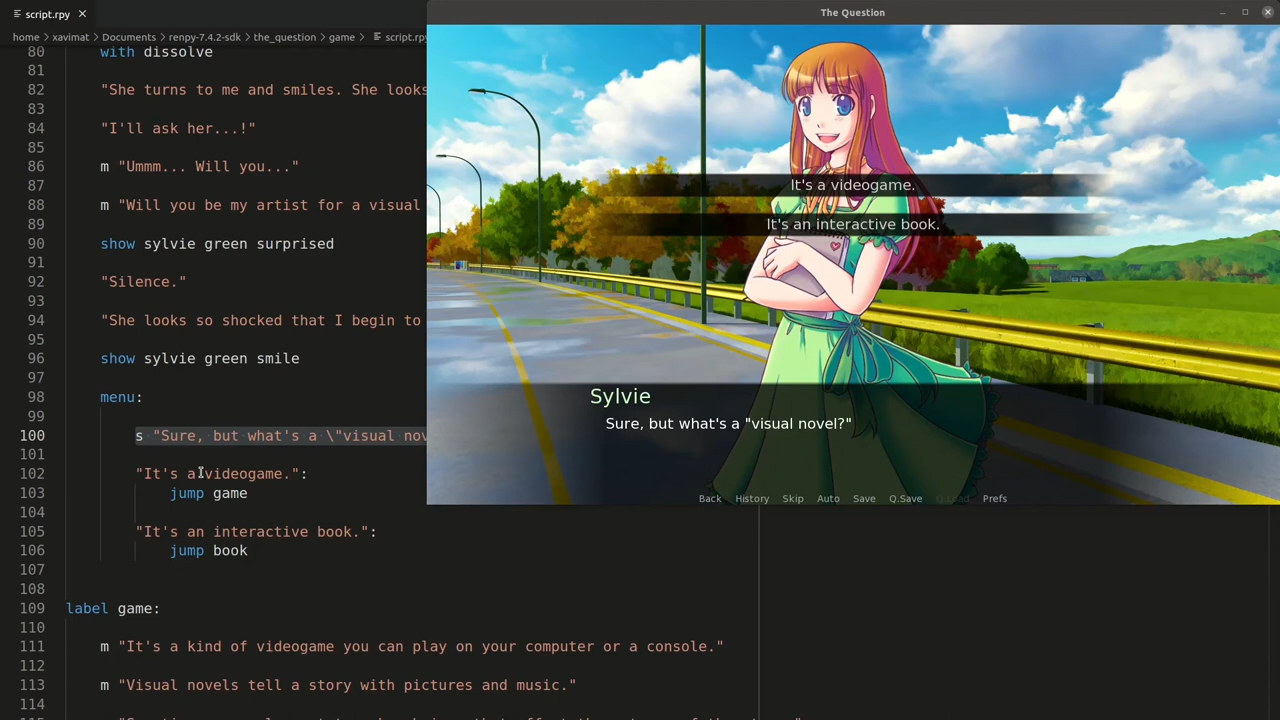 script.rpy ×
home > xavimat > Documents > renpy-7.4.2-sdk > the_question > game > script.rpy
80 with dissolve
81
82 "She turns to me and smiles. She looks
83
84 "I'll ask her...!"
85
86 m "Ummm... Will you..."
87
88 m "Will you be my artist for a visual
89
90 show sylvie green surprised
91
92 "Silence."
93
94 "She looks so shocked that I begin to
95
96 show sylvie green smile
97
98 menu:
99
100 s "Sure, but what's a \"visual nov
101
102 "It's a videogame.":
103 jump game
104
105 "It's an interactive book.":
106 jump book
107
108
109 label game:
110
111 m "It's a kind of videogame you can play on your computer or a console."
112
113 m "Visual novels tell a story with pictures and music."
114
The Question
It's a videogame.
It's an interactive book.
Sylvie
Sure, but what's a "visual novel?"
Back History Skip Auto Save Q.Save Q.Load Prefs